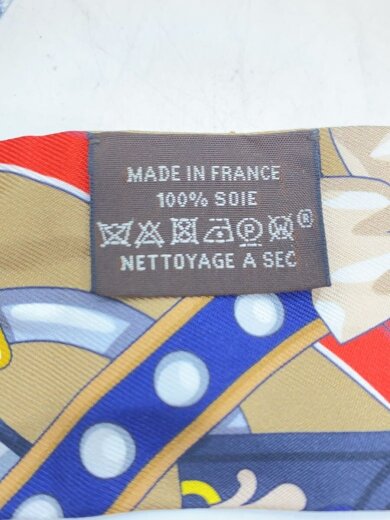 MADE IN FRANCE
100% SOIE
P W ®
NETTOYAGE A SEC